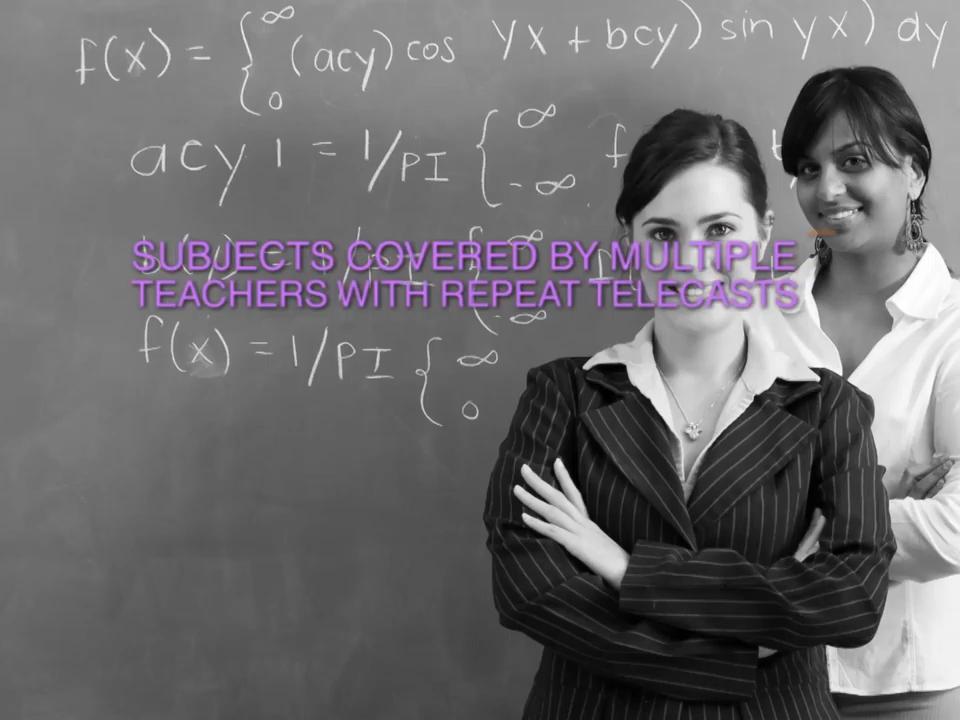 f(x) = { ∞ 0 (acy) cos yx + bcy) sin yx) dy
acy 1 = 1/PI { ∞ -∞ f
SUBJECTS COVERED BY MULTIPLE
TEACHERS WITH REPEAT TELECASTS
f(x) = 1/PI { ∞ 0